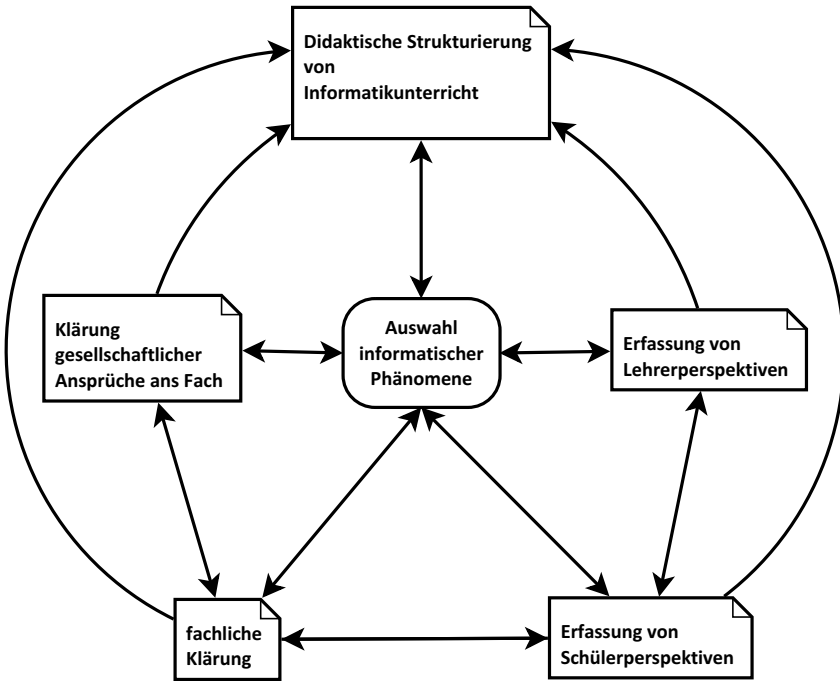 Didaktische Strukturierung
von
Informatikunterricht
Klärung
gesellschaftlicher
Ansprüche ans Fach
Auswahl
informatischer
Phänomene
Erfassung von
Lehrerperspektiven
fachliche
Klärung
Erfassung von
Schülerperspektiven